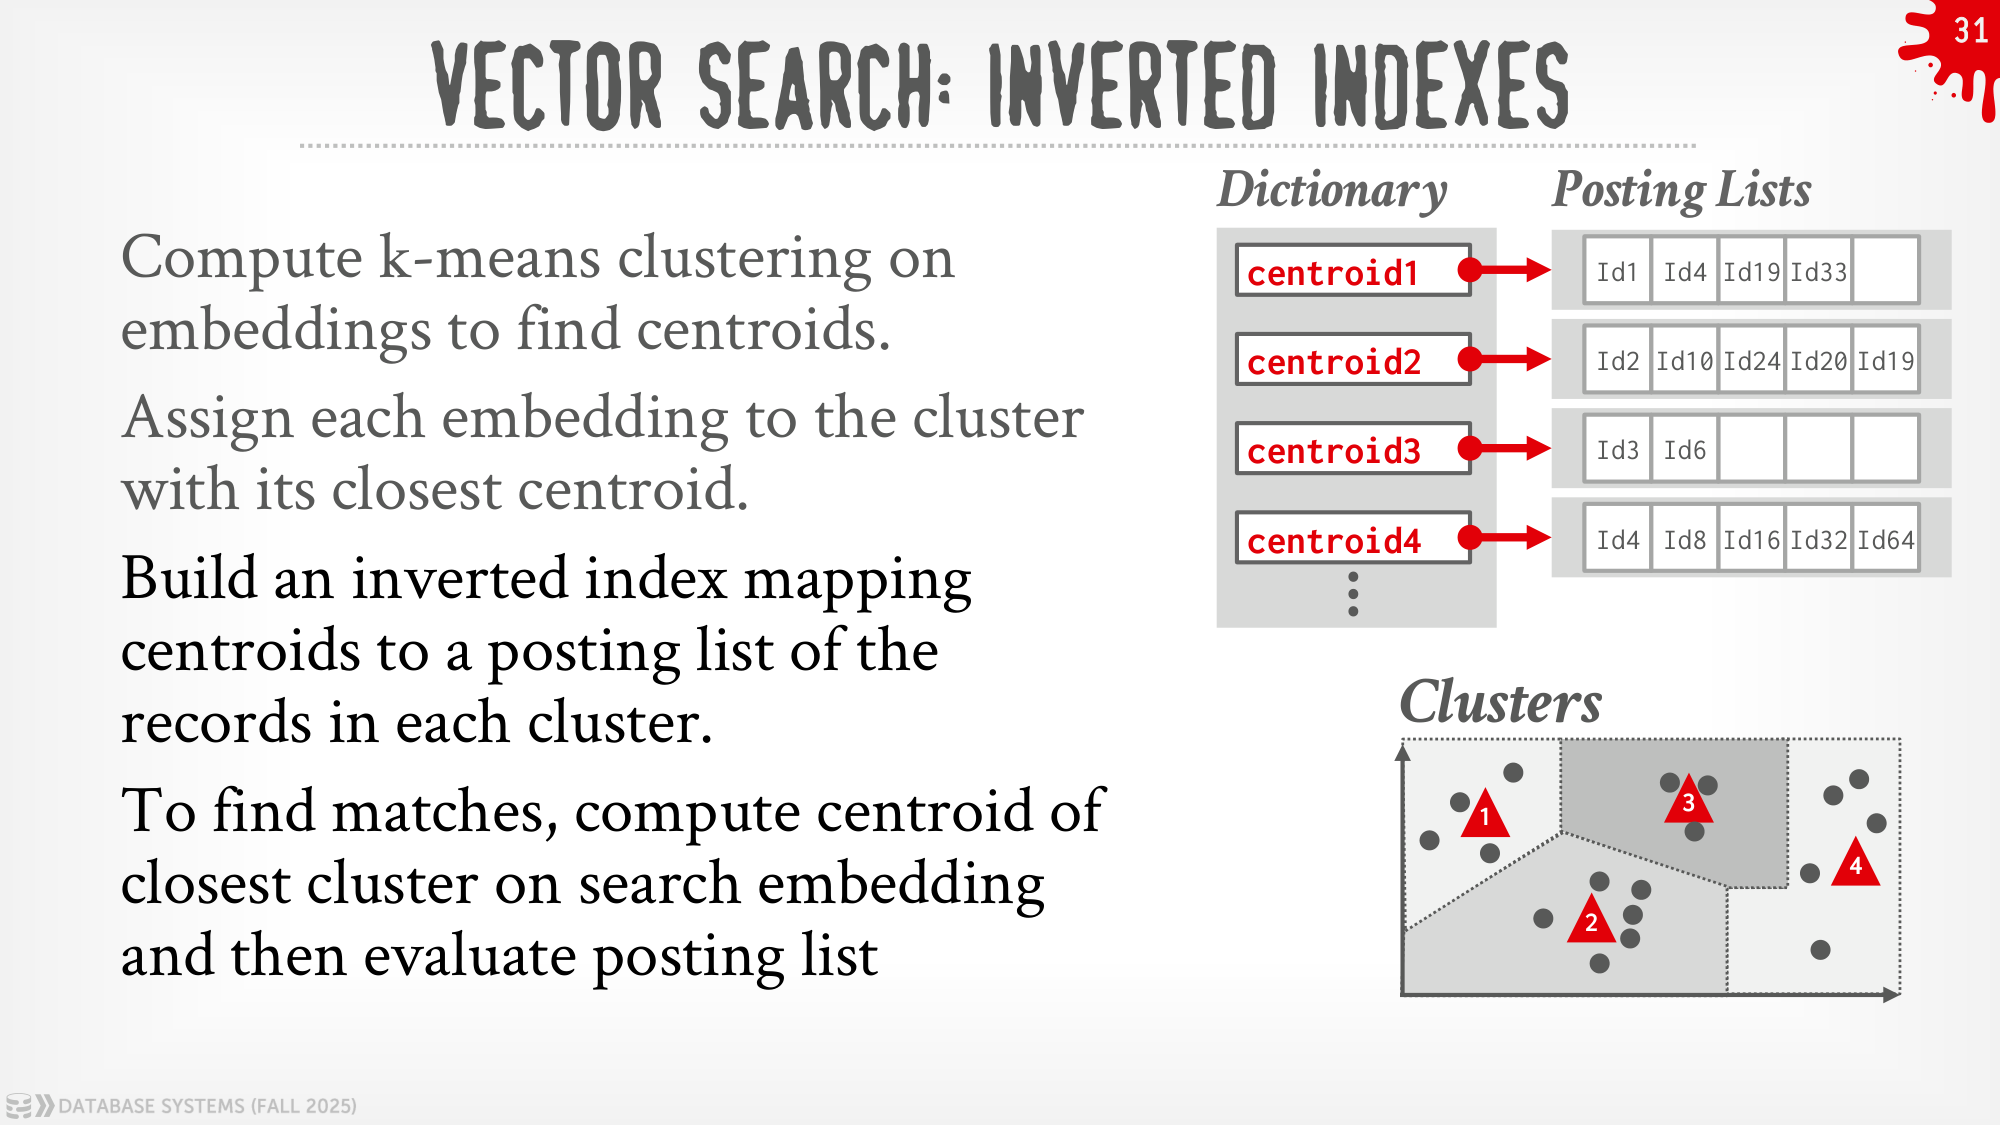 31
VECTOR SEARCH: INVERTED INDEXES
Compute k-means clustering on
embeddings to find centroids.
Assign each embedding to the cluster
with its closest centroid.
Build an inverted index mapping
centroids to a posting list of the
records in each cluster.
To find matches, compute centroid of
closest cluster on search embedding
and then evaluate posting list
Dictionary
Posting Lists
centroid1
Id1 Id4 Id19 Id33
centroid2
Id2 Id10 Id24 Id20 Id19
centroid3
Id3 Id6
centroid4
Id4 Id8 Id16 Id32 Id64
Clusters
1
3
4
2
DATABASE SYSTEMS (FALL 2025)